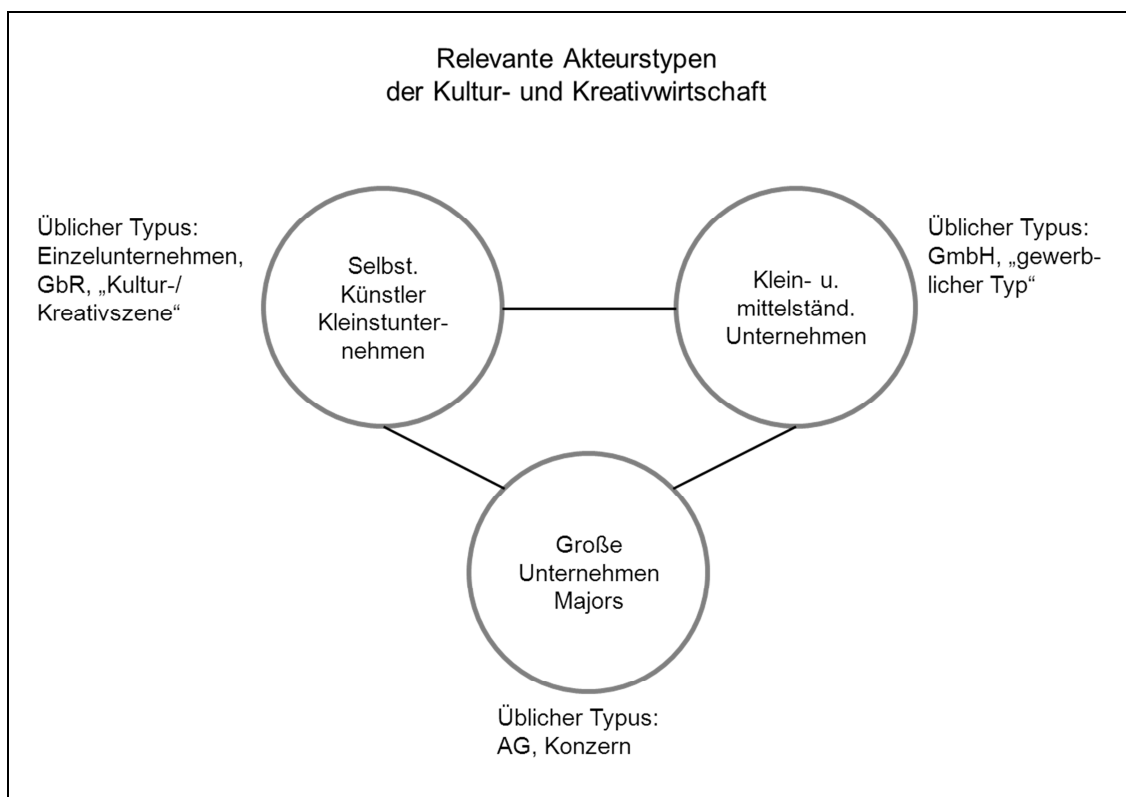 Relevante Akteurstypen
der Kultur- und Kreativwirtschaft
Üblicher Typus:
Einzelunternehmen,
GbR, „Kultur-/
Kreativszene“
Selbst.
Künstler
Kleinstunter-
nehmen
Klein- u.
mittelständ.
Unternehmen
Üblicher Typus:
GmbH, „gewerb-
licher Typ“
Große
Unternehmen
Majors
Üblicher Typus:
AG, Konzern